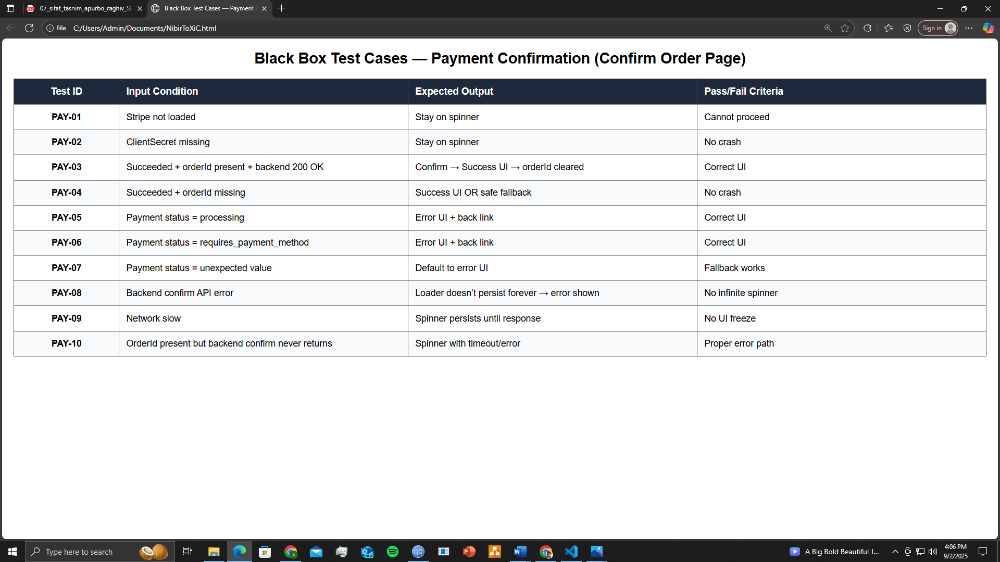 07_sifat_tasnim_apurbo_raghiv_SD
Black Box Test Cases — Payment C
File C:/Users/Admin/Documents/NibirToXiC.html
Sign in
Black Box Test Cases — Payment Confirmation (Confirm Order Page)
Test ID Input Condition Expected Output Pass/Fail Criteria
PAY-01 Stripe not loaded Stay on spinner Cannot proceed
PAY-02 ClientSecret missing Stay on spinner No crash
PAY-03 Succeeded + orderId present + backend 200 OK Confirm → Success UI → orderId cleared Correct UI
PAY-04 Succeeded + orderId missing Success UI OR safe fallback No crash
PAY-05 Payment status = processing Error UI + back link Correct UI
PAY-06 Payment status = requires_payment_method Error UI + back link Correct UI
PAY-07 Payment status = unexpected value Default to error UI Fallback works
PAY-08 Backend confirm API error Loader doesn’t persist forever → error shown No infinite spinner
PAY-09 Network slow Spinner persists until response No UI freeze
PAY-10 OrderId present but backend confirm never returns Spinner with timeout/error Proper error path
Type here to search
A Big Bold Beautiful J...
4:06 PM
9/2/2025